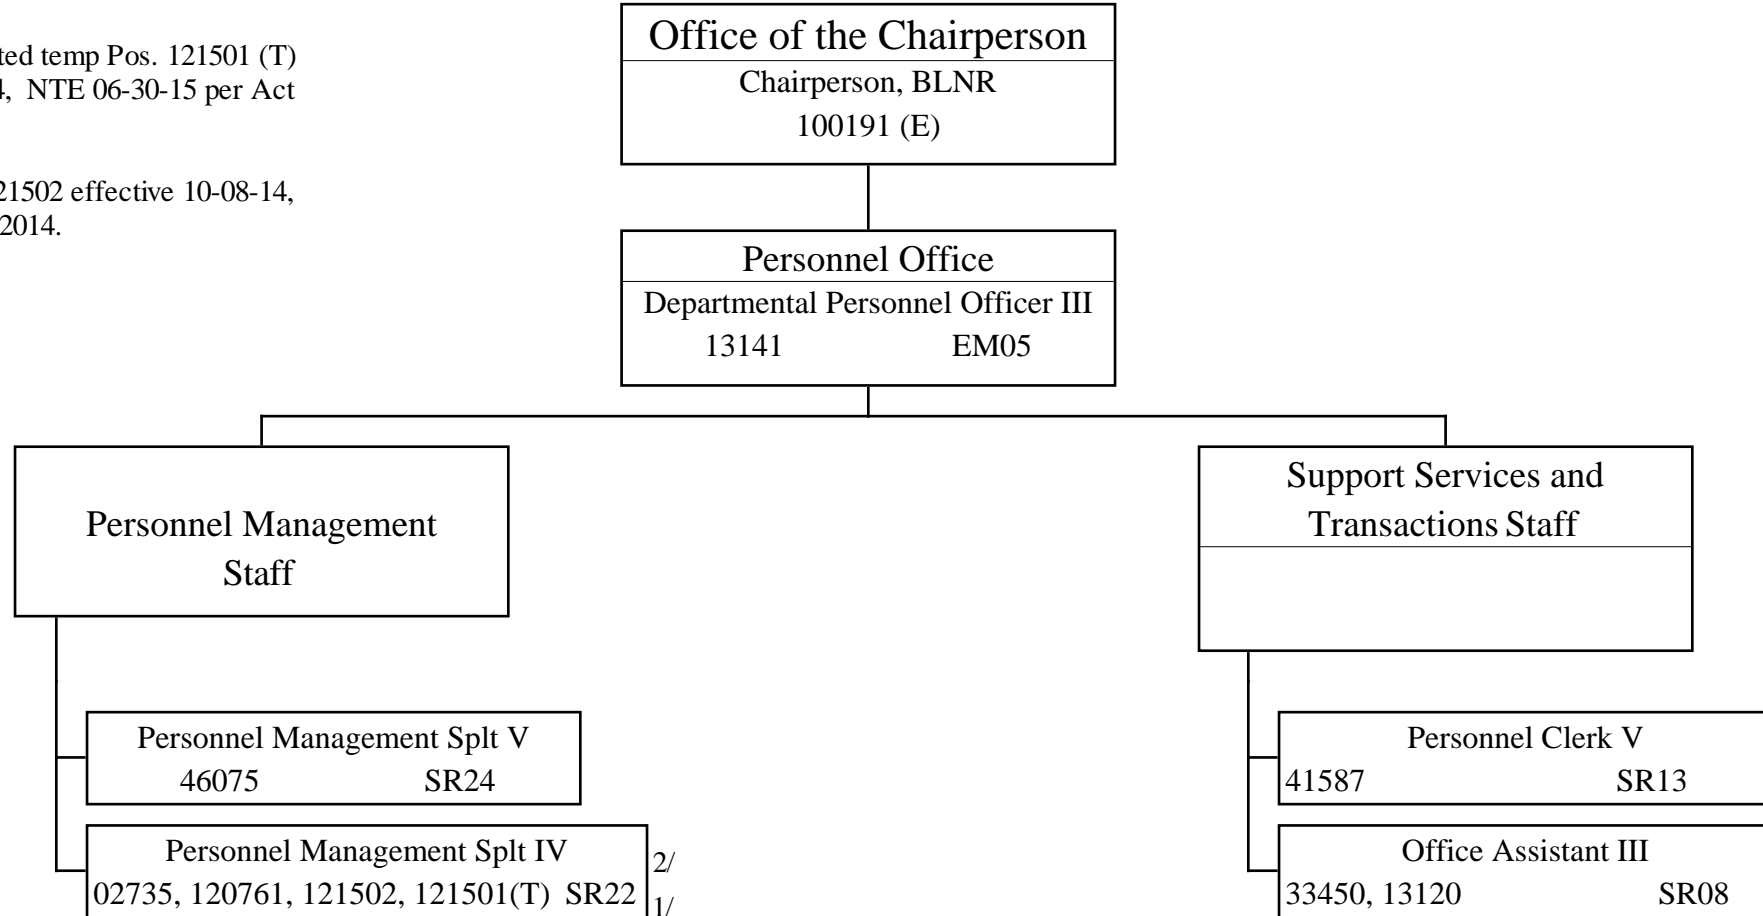 Office of the Chairperson
Chairperson, BLNR
100191 (E)
temp Pos. 121501 (T)
NTE 06-30-15 per Act
effective 10-08-14,
2014.
Personnel Office
Departmental Personnel Officer III
13141 EM05
Personnel Management
Staff
Support Services and
Transactions Staff
Personnel Management Splt V
46075 SR24
Personnel Management Splt IV 2/
02735, 120761, 121502, 121501(T) SR22 1/
Personnel Clerk V
41587 SR13
Office Assistant III
33450, 13120 SR08